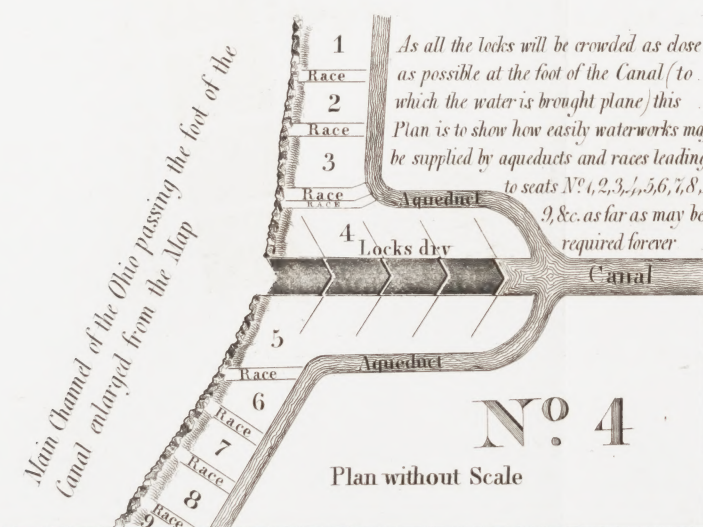 1
As all the locks will be crowded as close
Race
as possible at the foot of the Canal (to
2
which the water is brought plane) this
Race
Plan is to show how easily waterworks ma
3
be supplied by aqueducts and races leading
Race
RACE
to seats Nº 1,2,3,4,5,6,7,8,
Aqueduct
9,&c. as far as may be
required forever
4
Locks dry
Canal
Main Channel of the Ohio passing the foot of the
Canal enlarged from the Map
5
Aqueduct
Race
6
Race
7
Race
8
Race
9
Nº. 4
Plan without Scale